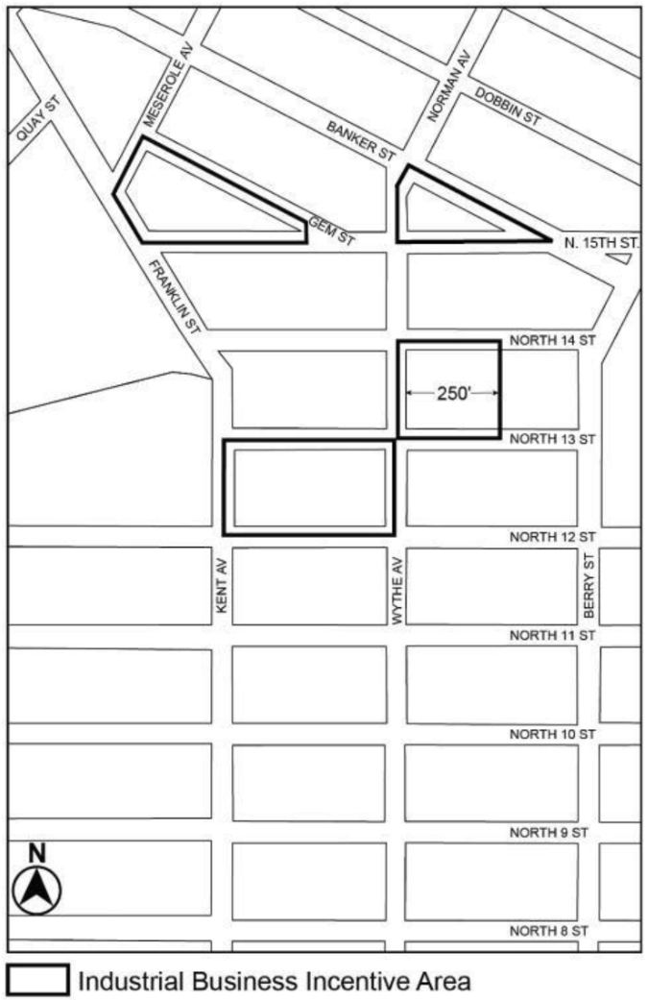 MESEROLE AV
NORMAN AV
QUAY ST
BANKER ST
DOBBIN ST
GEM ST
N. 15TH ST.
FRANKLIN ST
NORTH 14 ST
250'
NORTH 13 ST
NORTH 12 ST
KENT AV
WYTHE AV
BERRY ST
NORTH 11 ST
NORTH 10 ST
NORTH 9 ST
N
NORTH 8 ST
Industrial Business Incentive Area